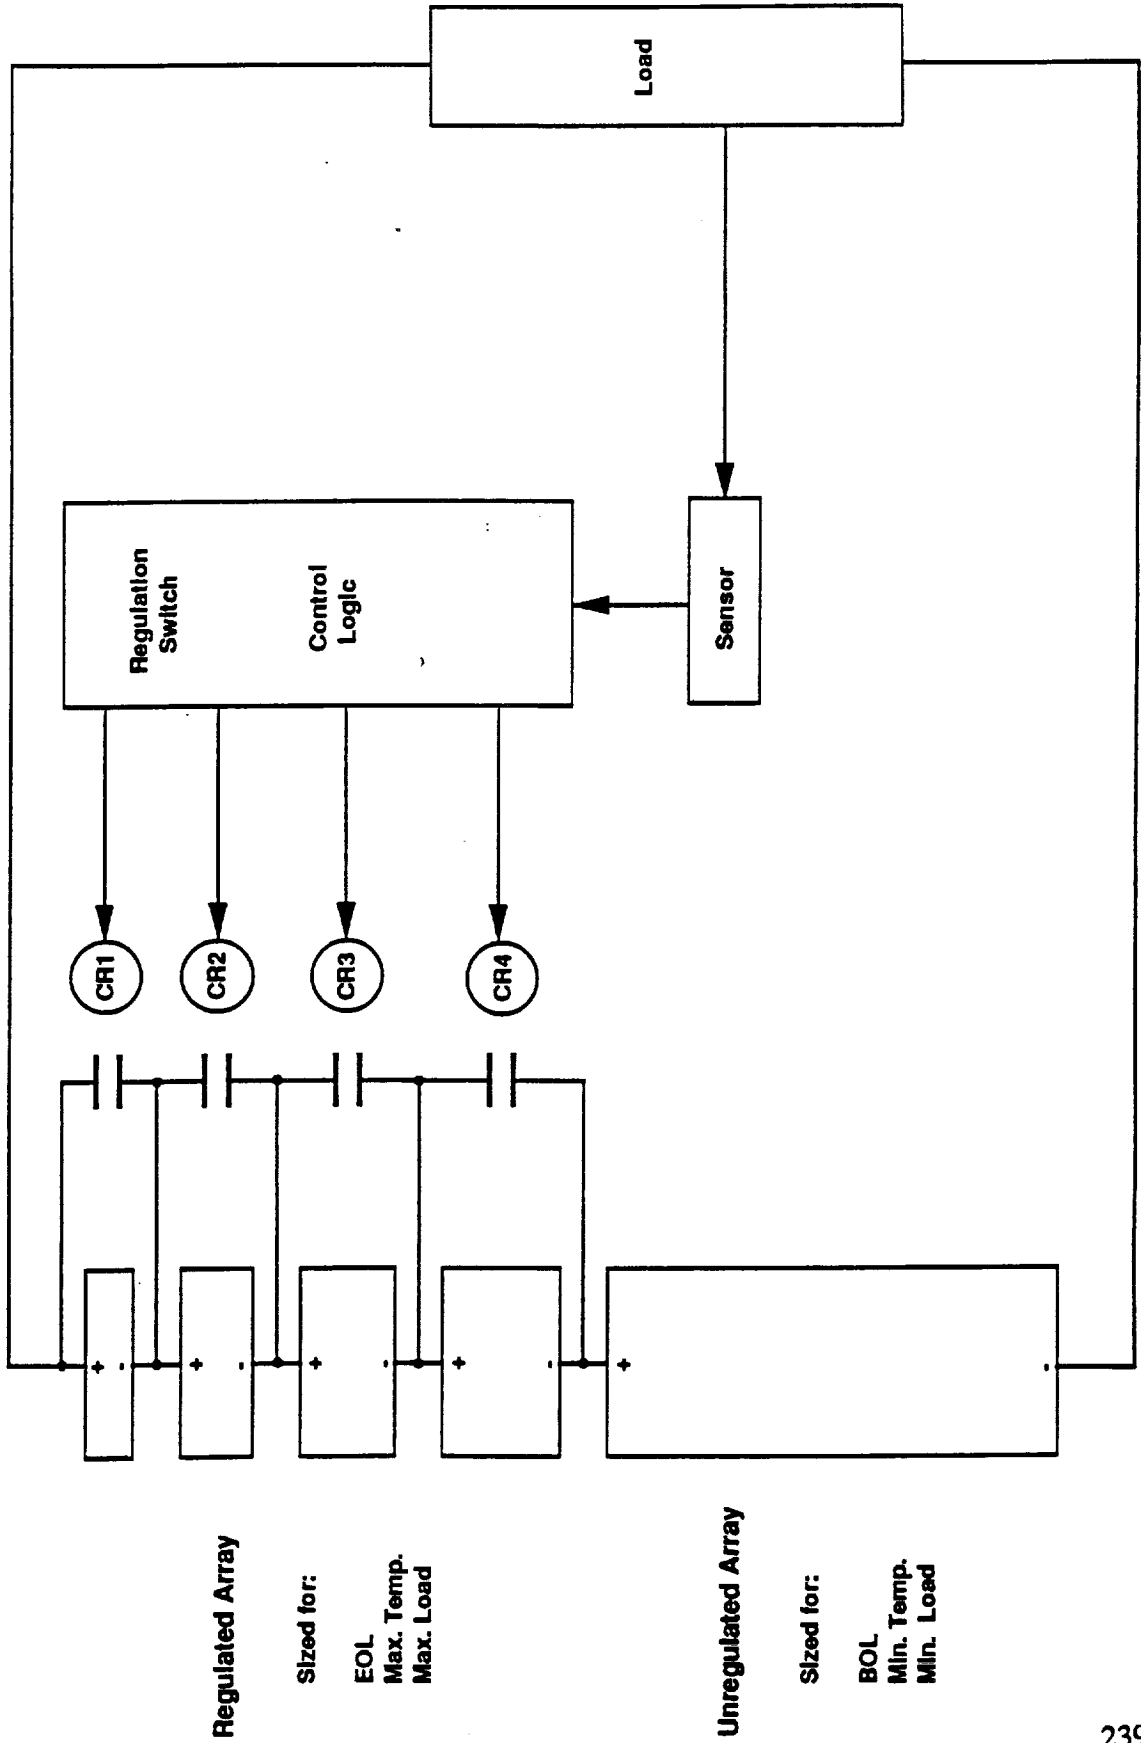 Load
Regulation
Switch
Control
Logic
Sensor
CR1
CR2
CR3
CR4
+
-
+
-
+
-
+
-
+
-
Regulated Array
Sized for:
EOL
Max. Temp.
Max. Load
Unregulated Array
Sized for:
BOL
Min. Temp.
Min. Load
239